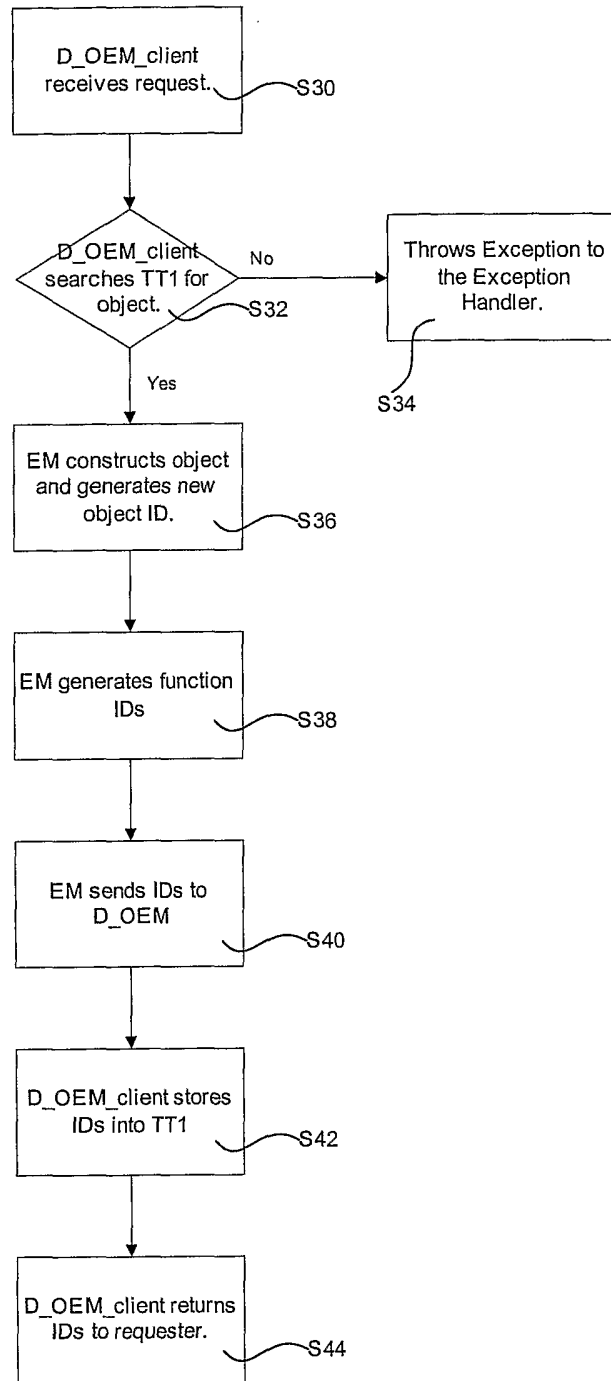 D_OEM_client
receives request.
S30
D_OEM_client
searches TT1 for
object.
S32
No
Throws Exception to
the Exception
Handler.
S34
Yes
EM constructs object
and generates new
object ID.
S36
EM generates function
IDs
S38
EM sends IDs to
D_OEM
S40
D_OEM_client stores
IDs into TT1
S42
D_OEM_client returns
IDs to requester.
S44